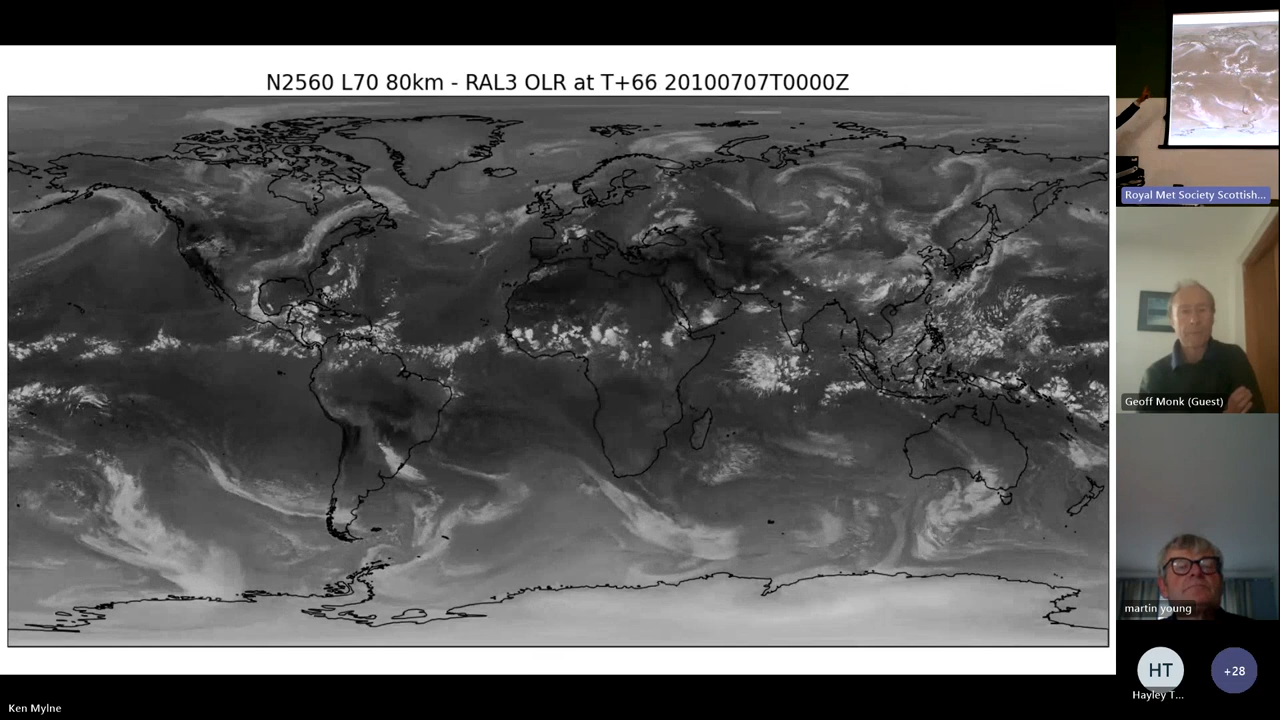 N2560 L70 80km - RAL3 OLR at T+66 20100707T0000Z
Royal Met Society Scottish...
Geoff Monk (Guest)
martin young
HT
+28
Hayley T...
Ken Mylne